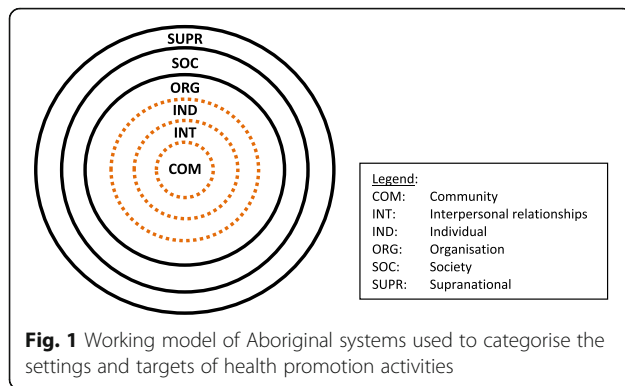 SUPR
SOC
ORG
IND
INT
COM
Legend:
COM: Community
INT: Interpersonal relationships
IND: Individual
ORG: Organisation
SOC: Society
SUPR: Supranational
Fig. 1 Working model of Aboriginal systems used to categorise the
settings and targets of health promotion activities